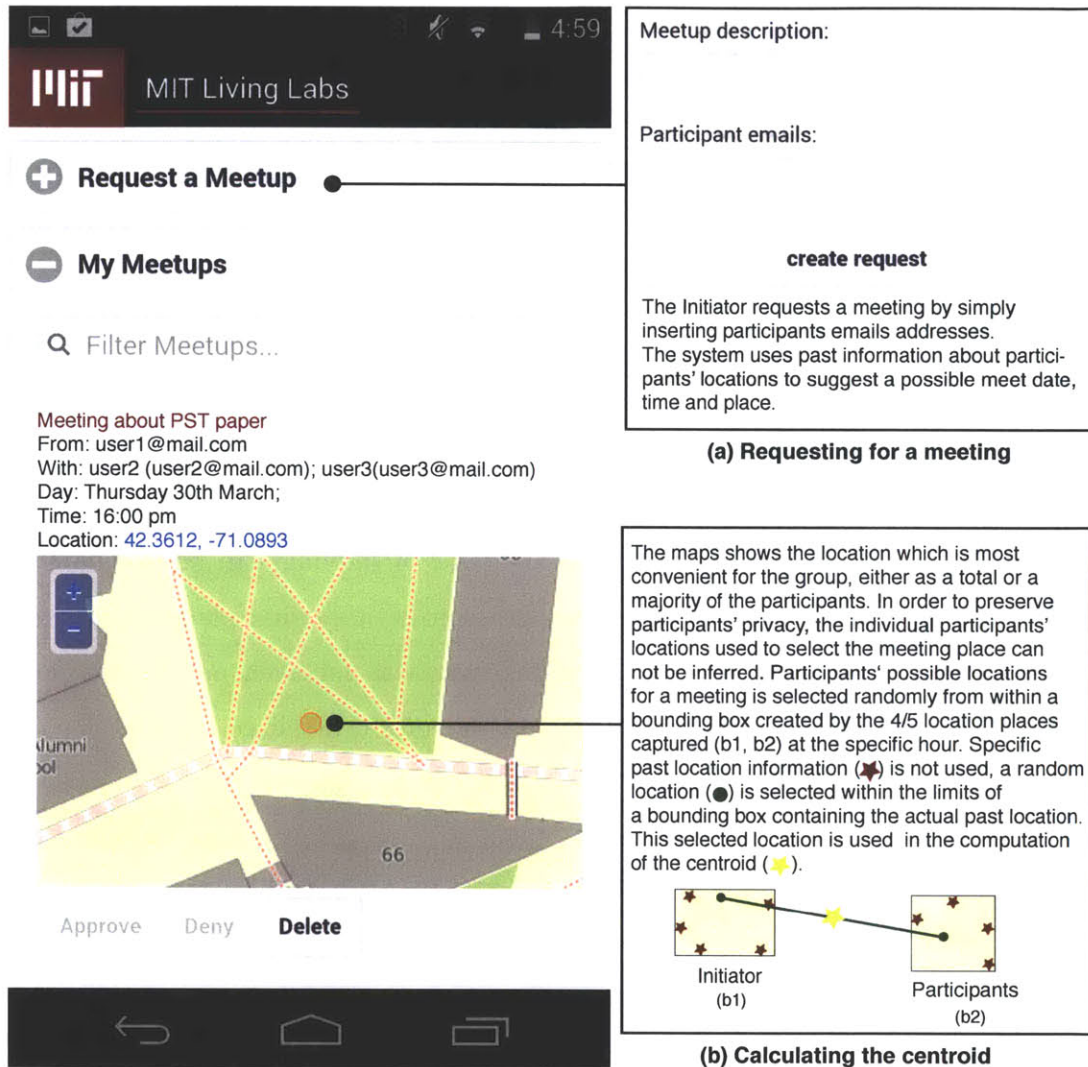 4:59
MIT
MIT Living Labs
Request a Meetup
My Meetups
Filter Meetups...
Meeting about PST paper
From: user1@mail.com
With: user2 (user2@mail.com); user3(user3@mail.com)
Day: Thursday 30th March;
Time: 16:00 pm
Location: 42.3612, -71.0893
+
−
lumni
ool
66
Approve Deny Delete
Meetup description:
Participant emails:
create request
The Initiator requests a meeting by simply
inserting participants emails addresses.
The system uses past information about partici-
pants' locations to suggest a possible meet date,
time and place.
(a) Requesting for a meeting
The maps shows the location which is most
convenient for the group, either as a total or a
majority of the participants. In order to preserve
participants' privacy, the individual participants'
locations used to select the meeting place can
not be inferred. Participants' possible locations
for a meeting is selected randomly from within a
bounding box created by the 4/5 location places
captured (b1, b2) at the specific hour. Specific
past location information (★) is not used, a random
location (●) is selected within the limits of
a bounding box containing the actual past location.
This selected location is used in the computation
of the centroid (★).
Initiator
(b1)
Participants
(b2)
(b) Calculating the centroid